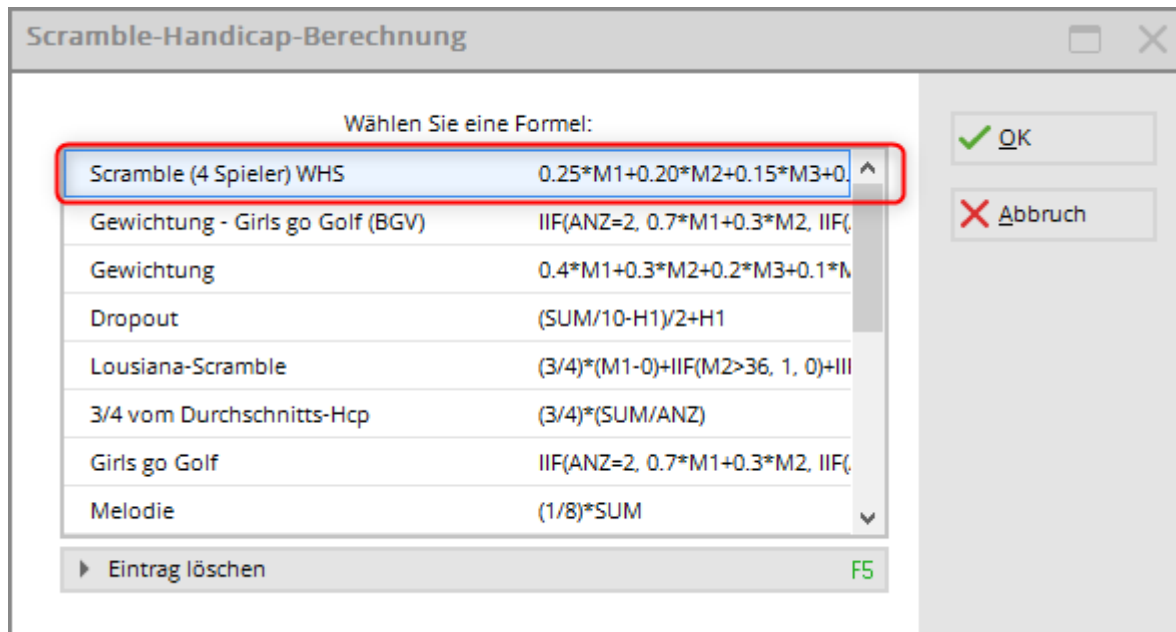 Scramble-Handicap-Berechnung
Wählen Sie eine Formel:
Scramble (4 Spieler) WHS 0.25*M1+0.20*M2+0.15*M3+0.
Gewichtung - Girls go Golf (BGV) IIF(ANZ=2, 0.7*M1+0.3*M2, IIF(
Gewichtung 0.4*M1+0.3*M2+0.2*M3+0.1*M
Dropout (SUM/10-H1)/2+H1
Lousiana-Scramble (3/4)*(M1-0)+IIF(M2>36, 1, 0)+III
3/4 vom Durchschnitts-Hcp (3/4)*(SUM/ANZ)
Girls go Golf IIF(ANZ=2, 0.7*M1+0.3*M2, IIF(
Melodie (1/8)*SUM
Eintrag löschen F5
OK
Abbruch